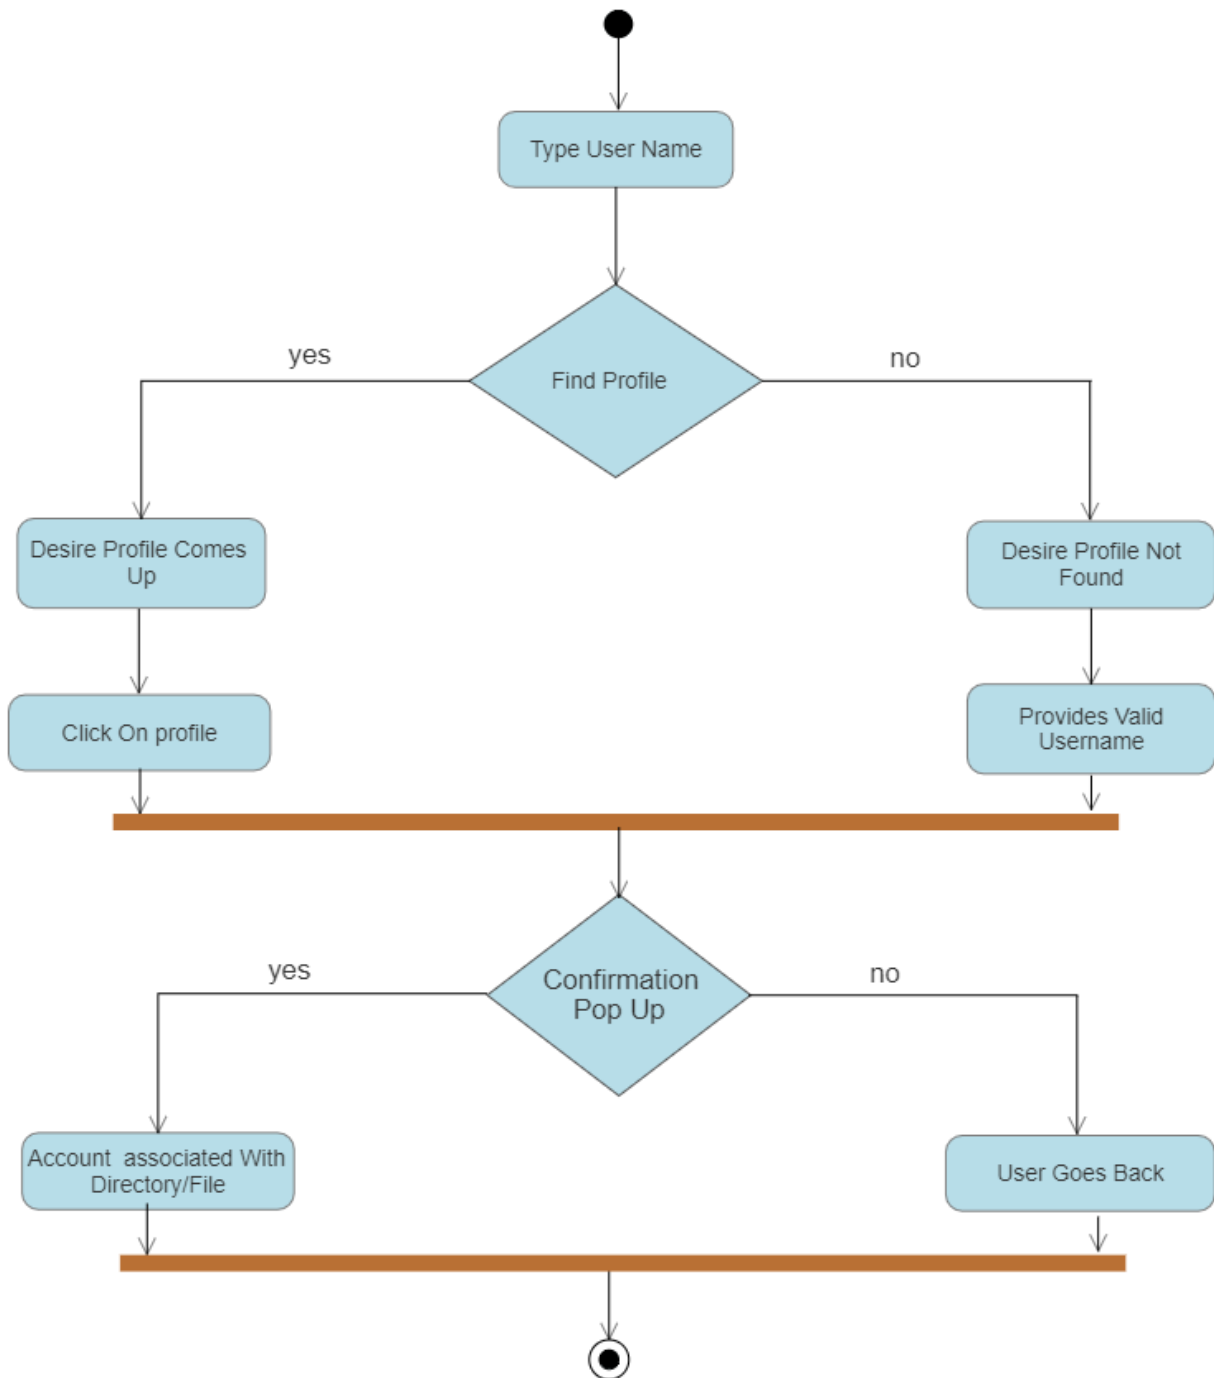 Type User Name
yes
Find Profile
no
Desire Profile Comes
Up
Desire Profile Not
Found
Click On profile
Provides Valid
Username
yes
Confirmation
Pop Up
no
Account associated With
Directory/File
User Goes Back